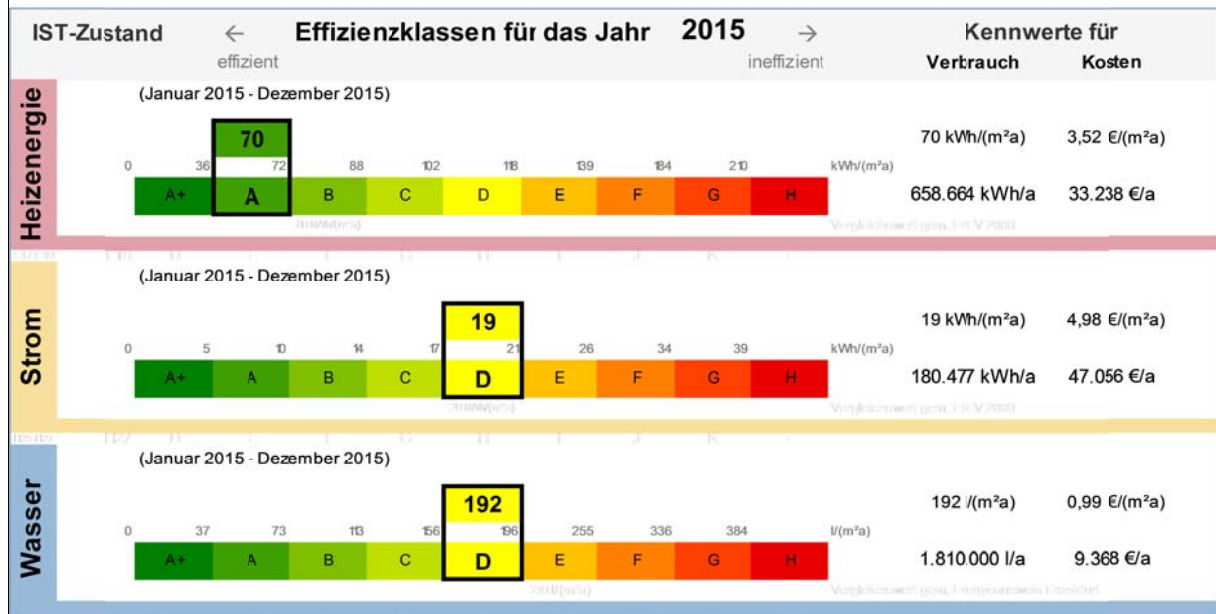 IST-Zustand ← Effizienzklassen für das Jahr 2015 → Kennwerte für
effizient ineffizient Verbrauch Kosten
Heizenergie
(Januar 2015 - Dezember 2015)
70 70 kWh/(m²a) 3,52 €/(m²a)
0 36 72 88 102 118 139 184 210 kWh/(m²a)
A+ A B C D E F G H 658.664 kWh/a 33.238 €/a
Strom
(Januar 2015 - Dezember 2015)
19 19 kWh/(m²a) 4,98 €/(m²a)
0 5 10 14 17 21 26 34 39 kWh/(m²a)
A+ A B C D E F G H 180.477 kWh/a 47.056 €/a
Wasser
(Januar 2015 - Dezember 2015)
192 192 l/(m²a) 0,99 €/(m²a)
0 37 73 113 156 196 255 336 384 l/(m²a)
A+ A B C D E F G H 1.810.000 l/a 9.368 €/a